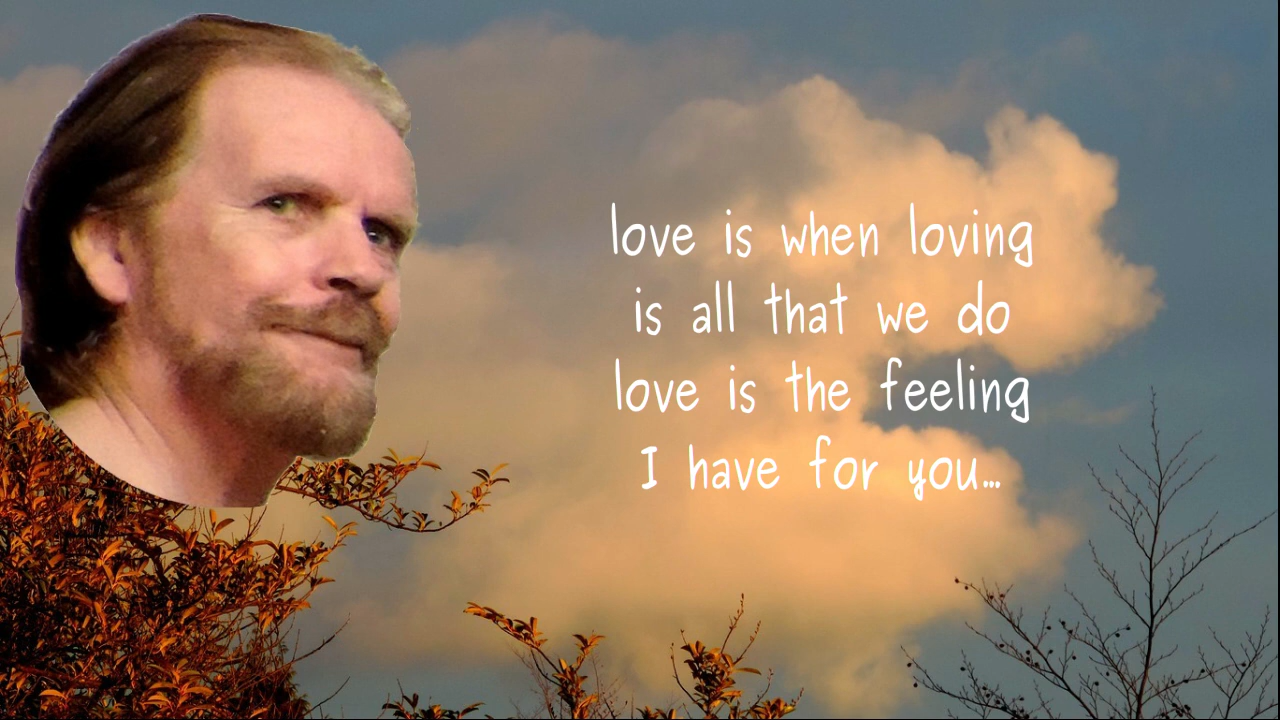 love is when loving
is all that we do
love is the feeling
I have for you...